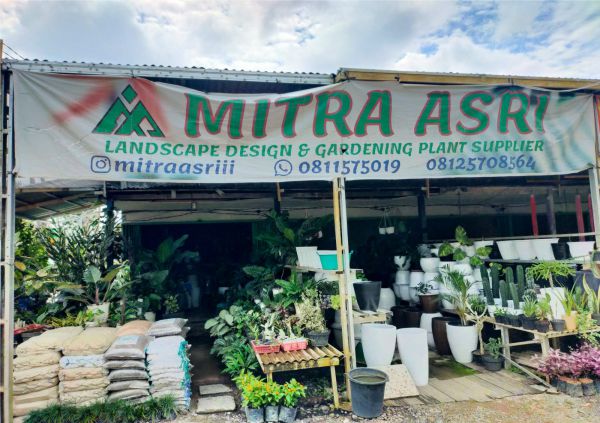 MITRA ASRI
LANDSCAPE DESIGN & GARDENING PLANT SUPPLIER
mitraasriii 0811575019 08125708564